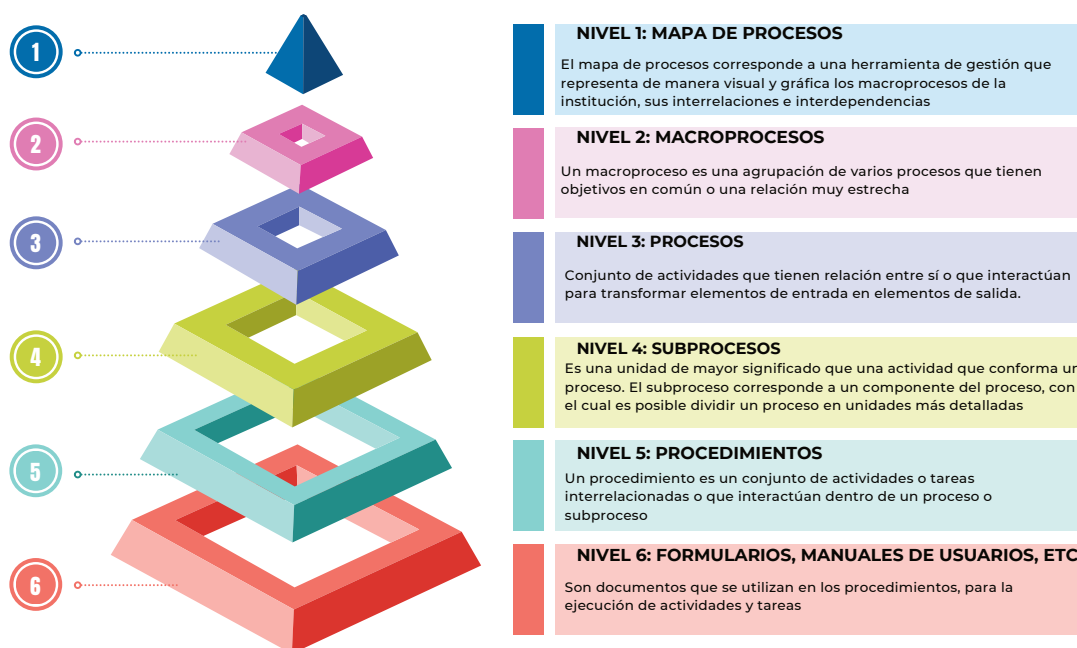 1
NIVEL 1: MAPA DE PROCESOS
El mapa de procesos corresponde a una herramienta de gestión que
representa de manera visual y gráfica los macroprocesos de la
institución, sus interrelaciones e interdependencias
2
NIVEL 2: MACROPROCESOS
Un macroproceso es una agrupación de varios procesos que tienen
objetivos en común o una relación muy estrecha
3
NIVEL 3: PROCESOS
Conjunto de actividades que tienen relación entre sí o que interactúan
para transformar elementos de entrada en elementos de salida.
4
NIVEL 4: SUBPROCESOS
Es una unidad de mayor significado que una actividad que conforma un
proceso. El subproceso corresponde a un componente del proceso, con
el cual es posible dividir un proceso en unidades más detalladas
5
NIVEL 5: PROCEDIMIENTOS
Un procedimiento es un conjunto de actividades o tareas
interrelacionadas o que interactúan dentro de un proceso o
subproceso
6
NIVEL 6: FORMULARIOS, MANUALES DE USUARIOS, ETC
Son documentos que se utilizan en los procedimientos, para la
ejecución de actividades y tareas